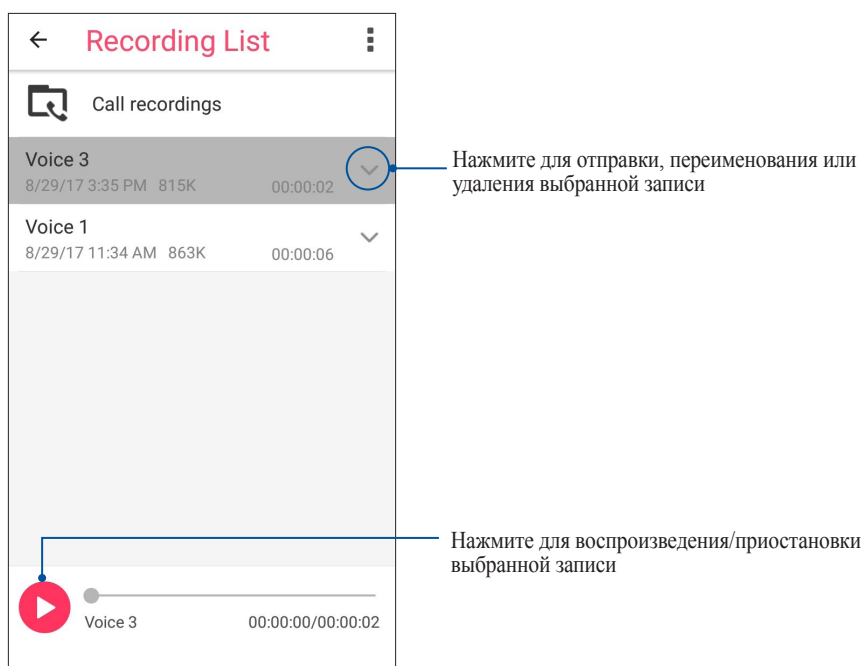 Recording List
Call recordings
Voice 3
8/29/17 3:35 PM 815K 00:00:02
Нажмите для отправки, переименования или
удаления выбранной записи
Voice 1
8/29/17 11:34 AM 863K 00:00:06
Нажмите для воспроизведения/приостановки
выбранной записи
Voice 3 00:00:00/00:00:02